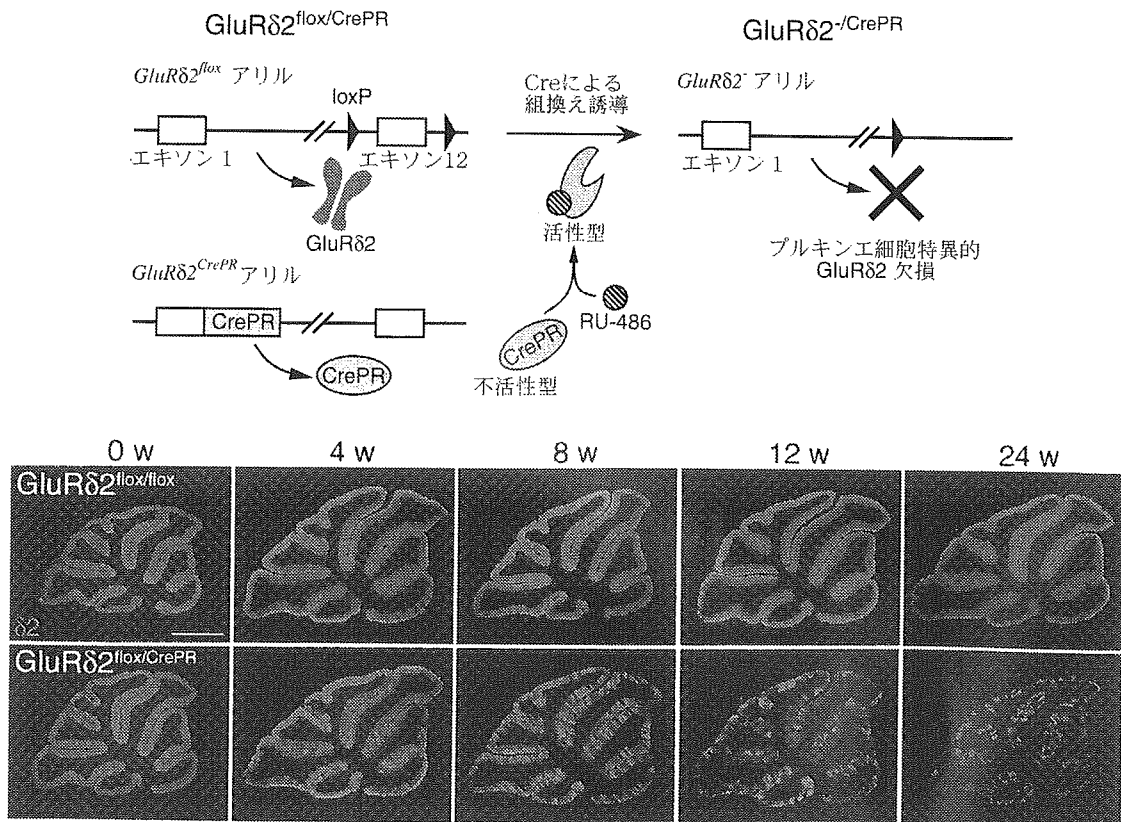 GluRδ2flox/CrePR
GluRδ2-/CrePR
GluRδ2flox アリル
loxP
エキソン 1
エキソン12
GluRδ2
Creによる
組換え誘導
活性型
GluRδ2- アリル
エキソン 1
プルキンエ細胞特異的
GluRδ2 欠損
GluRδ2CrePR アリル
CrePR
CrePR
CrePR
RU-486
不活性型
0 w
4 w
8 w
12 w
24 w
GluRδ2flox/flox
δ2
GluRδ2flox/CrePR